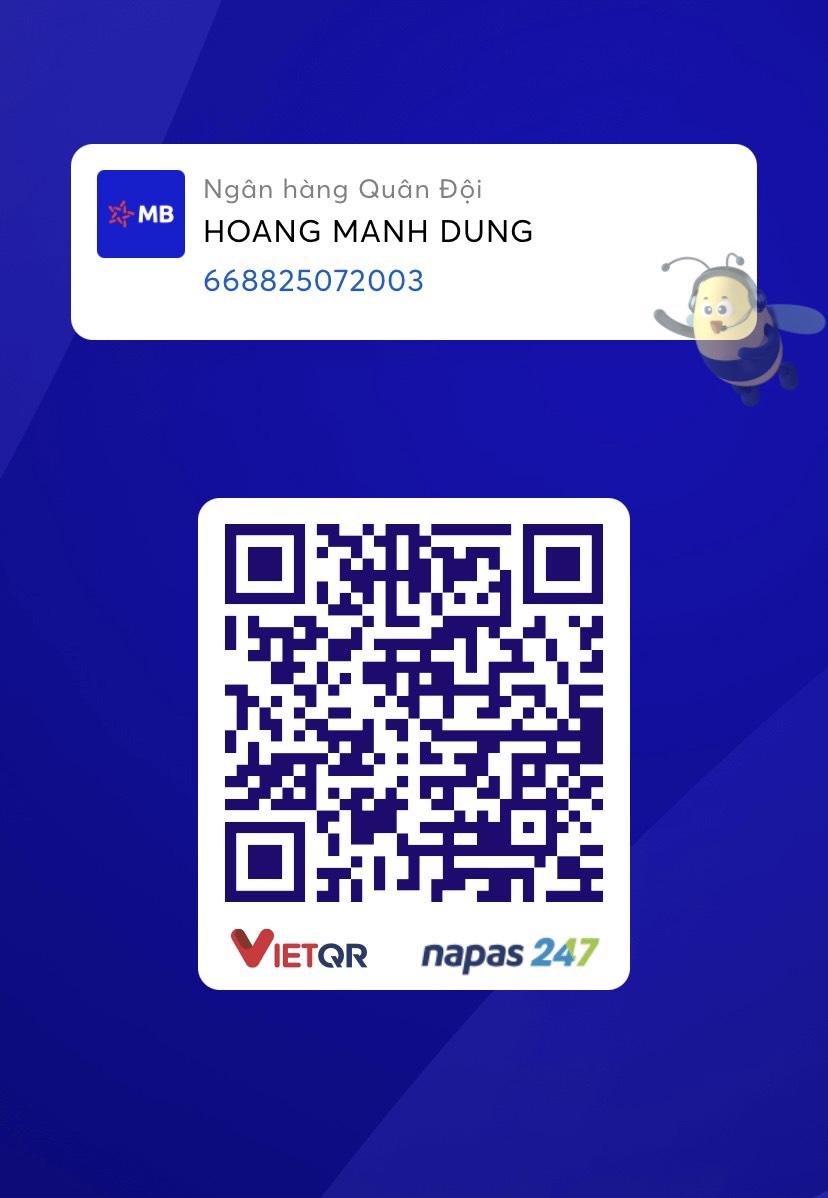 MB
Ngân hàng Quân Đội
HOANG MANH DUNG
668825072003
VIETQR
napas 247